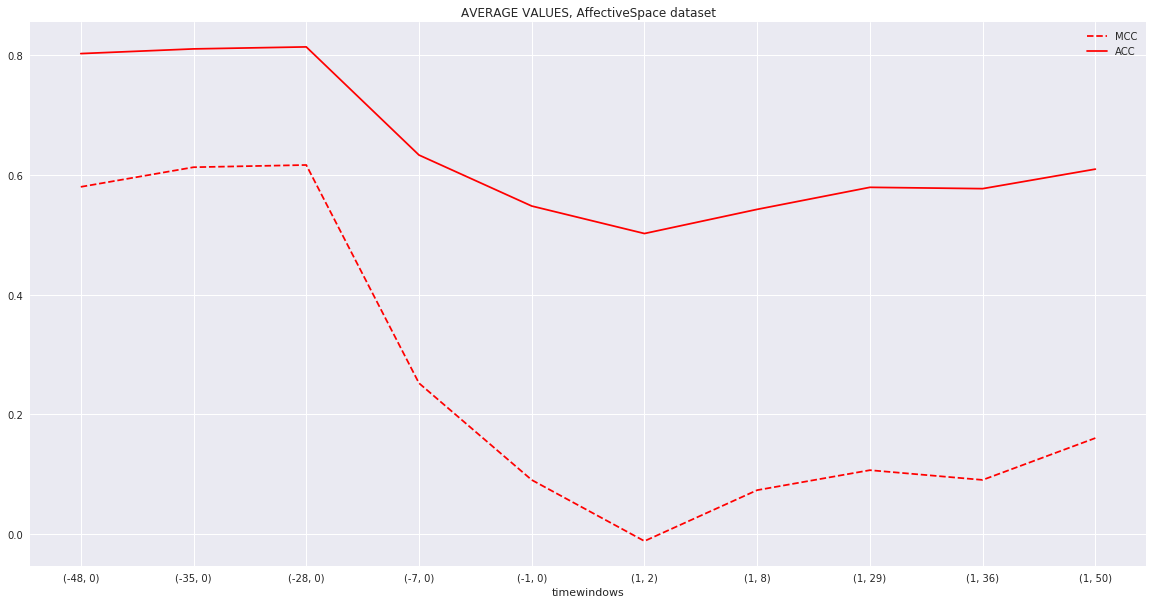 AVERAGE VALUES, AffectiveSpace dataset
MCC
ACC
0.8
0.6
0.4
0.2
0.0
(-48, 0) (-35, 0) (-28, 0) (-7, 0) (-1, 0) (1, 2) (1, 8) (1, 29) (1, 36) (1, 50)
timewindows